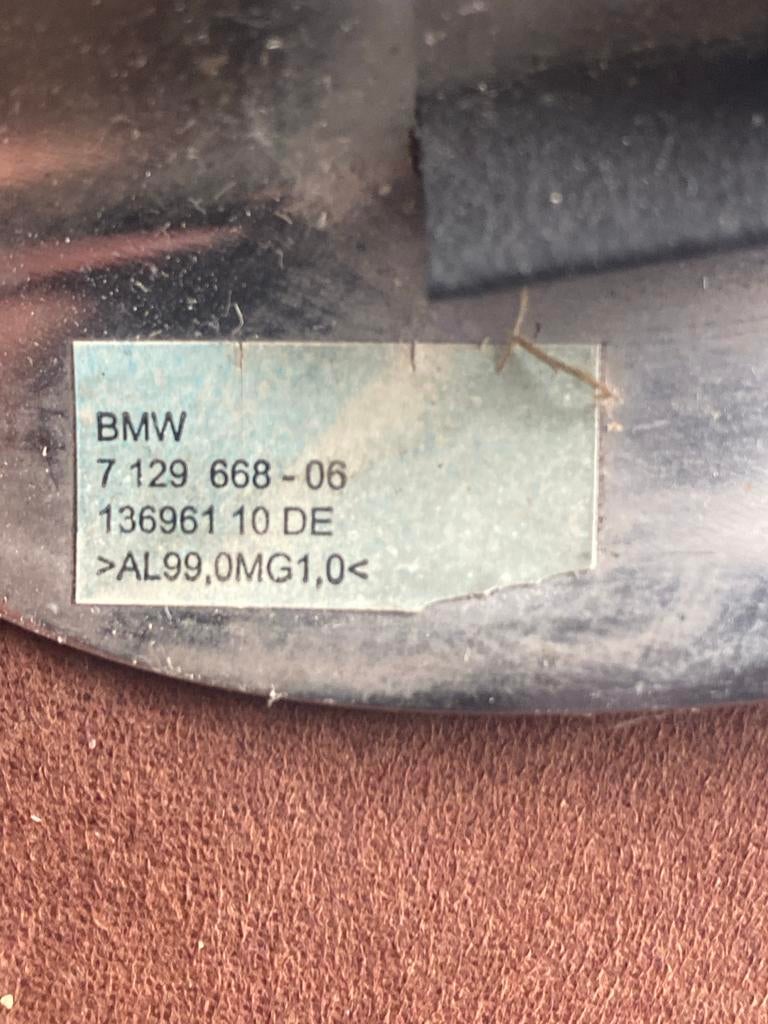 BMW
7 129 668 - 06
136961 10 DE
>AL99,0MG1,0<